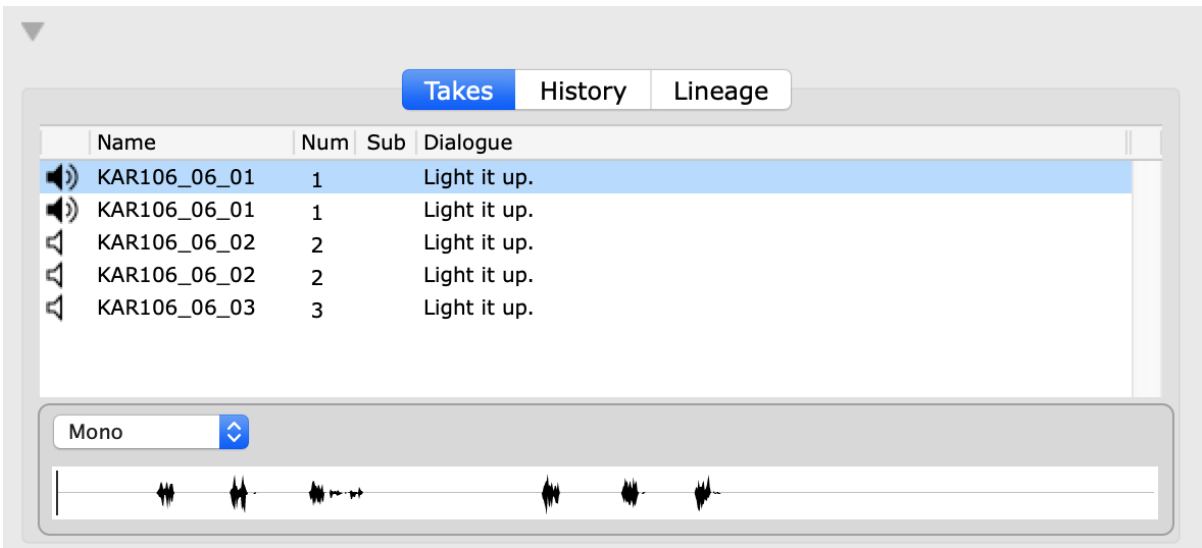 Takes History Lineage
Name Num Sub Dialogue
KAR106_06_01 1 Light it up.
KAR106_06_01 1 Light it up.
KAR106_06_02 2 Light it up.
KAR106_06_02 2 Light it up.
KAR106_06_03 3 Light it up.
Mono